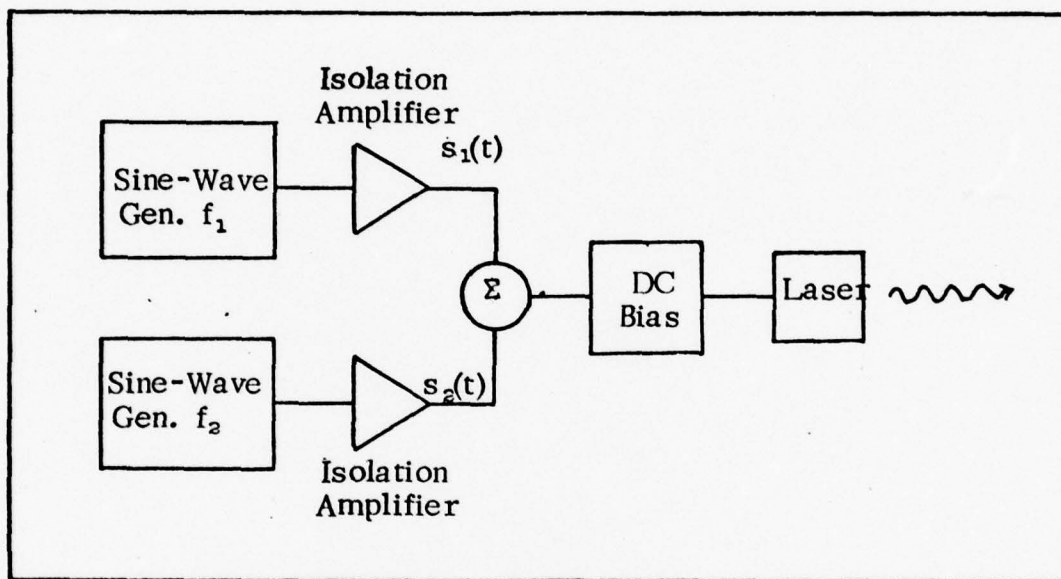 Isolation
Amplifier
s₁(t)
Sine-Wave
Gen. f₁
Σ
DC
Bias
Laser
Sine-Wave
Gen. f₂
s₂(t)
Isolation
Amplifier